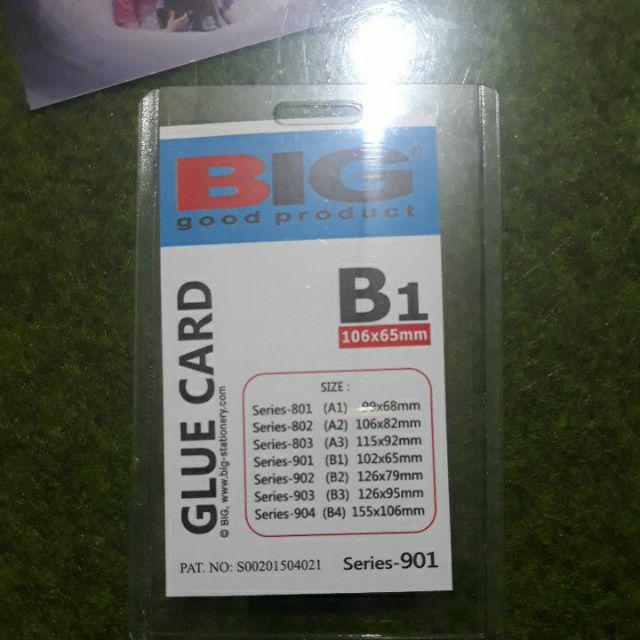 BIG®
good product
B1
106x65mm
GLUE CARD
© BIG, www.big-stationery.com
SIZE :
Series-801 (A1) 99x68mm
Series-802 (A2) 106x82mm
Series-803 (A3) 115x92mm
Series-901 (B1) 102x65mm
Series-902 (B2) 126x79mm
Series-903 (B3) 126x95mm
Series-904 (B4) 155x106mm
PAT. NO: S00201504021
Series-901